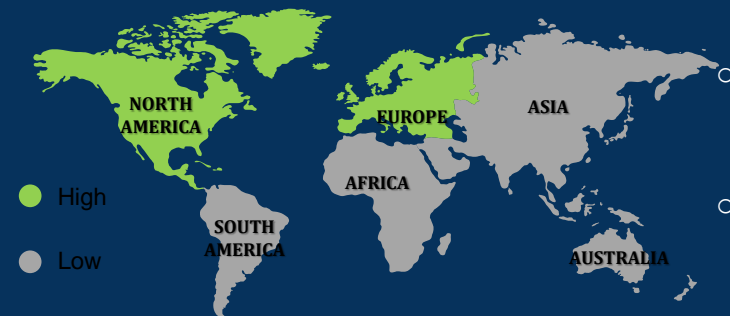 NORTH
AMERICA
EUROPE
ASIA
AFRICA
High
SOUTH
AMERICA
Low
AUSTRALIA